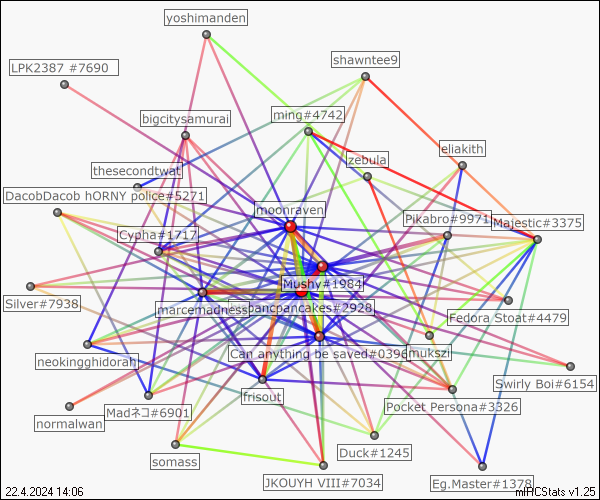 yoshimanden
shawntee9
LPK2387 #7690
bigcitysamurai
ming#4742
eliakith
zebula
thesecondtwat
DacobDacob hORNY police#5271
moonraven
Pikabro#9971
Majestic#3375
Cypha#1717
Mushy#1984
Silver#7938
marcemadness
pancpancakes#2928
Fedora Stoat#4479
neokingghidorah
Can anything be saved#0396
mukszi
Swirly Boi#6154
frisout
normalwan
Madネコ#6901
Pocket Persona#3326
somass
Duck#1245
JKOUYH VIII#7034
Eg.Master#1378
22.4.2024 14:06
mIRCStats v1.25